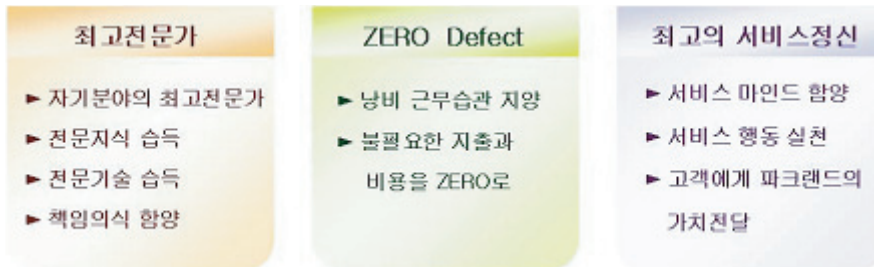 최고전문가
► 자기분야의 최고전문가
► 전문지식 습득
► 전문기술 습득
► 책임의식 함양
ZERO Defect
► 낭비 근무습관 지양
► 불필요한 지출과
비용을 ZERO로
최고의 서비스정신
► 서비스 마인드 함양
► 서비스 행동 실천
► 고객에게 파크랜드의
가치전달